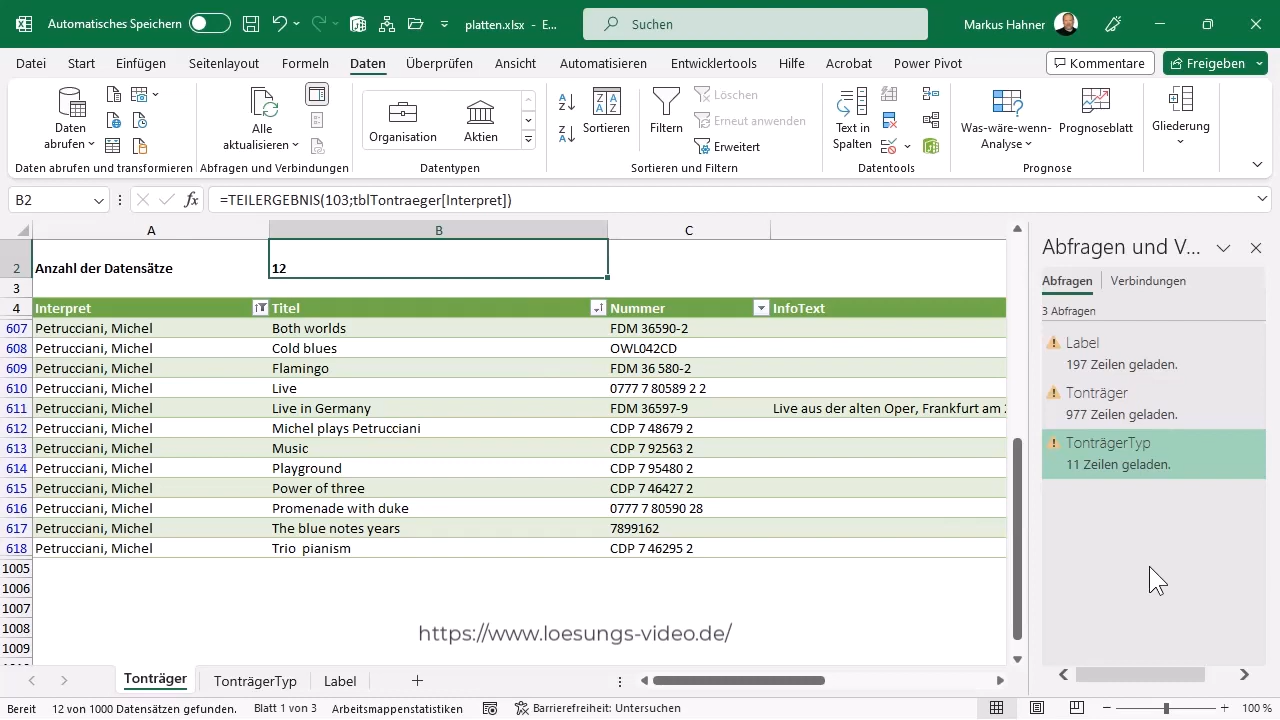 Automatisches Speichern
platten.xlsx - E...
Suchen
Markus Hahner
Datei Start Einfügen Seitenlayout Formeln Daten Überprüfen Ansicht Automatisieren Entwicklertools Hilfe Acrobat Power Pivot
Kommentare
Freigeben
Daten abrufen
Alle aktualisieren
Organisation
Aktien
Sortieren
Filtern
Löschen
Erneut anwenden
Erweitert
Text in Spalten
Was-wäre-wenn-Analyse
Prognoseblatt
Gliederung
Daten abrufen und transformieren
Abfragen und Verbindungen
Datentypen
Sortieren und Filtern
Datentools
Prognose
B2
fx
=TEILERGEBNIS(103;tblTontraeger[Interpret])
A B C
2 Anzahl der Datensätze 12
3
4 Interpret Titel Nummer InfoText
607 Petrucciani, Michel Both worlds FDM 36590-2
608 Petrucciani, Michel Cold blues OWL042CD
609 Petrucciani, Michel Flamingo FDM 36 580-2
610 Petrucciani, Michel Live 0777 7 80589 2 2
611 Petrucciani, Michel Live in Germany FDM 36597-9 Live aus der alten Oper, Frankfurt am
612 Petrucciani, Michel Michel plays Petrucciani CDP 7 48679 2
613 Petrucciani, Michel Music CDP 7 92563 2
614 Petrucciani, Michel Playground CDP 7 95480 2
615 Petrucciani, Michel Power of three CDP 7 46427 2
616 Petrucciani, Michel Promenade with duke 0777 7 80590 28
617 Petrucciani, Michel The blue notes years 7899162
618 Petrucciani, Michel Trio pianism CDP 7 46295 2
1005
1006
1007
1008
1009
https://www.loesungs-video.de/
Abfragen und V...
Abfragen Verbindungen
3 Abfragen
Label
197 Zeilen geladen.
Tonträger
977 Zeilen geladen.
TonträgerTyp
11 Zeilen geladen.
Tonträger TonträgerTyp Label
Bereit 12 von 1000 Datensätzen gefunden. Blatt 1 von 3 Arbeitsmappenstatistiken Barrierefreiheit: Untersuchen 100 %